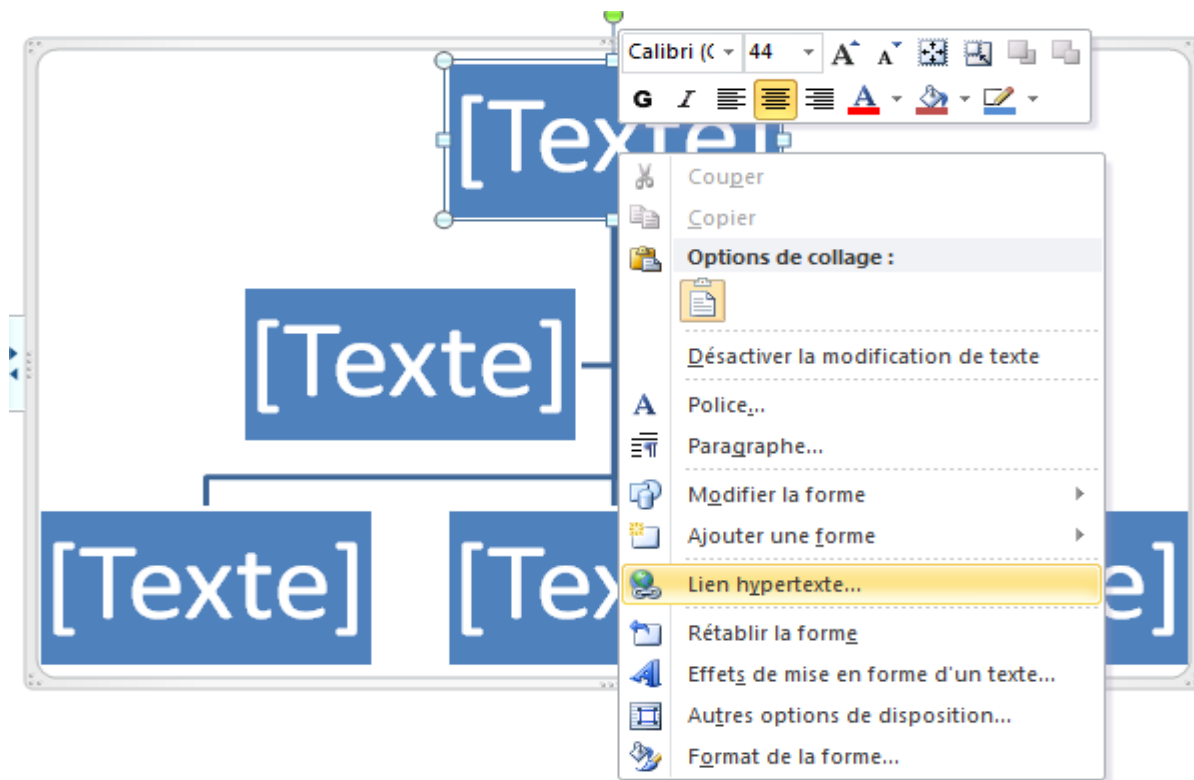 Calibri (C 44 A A
G I A
[Texte]
Couper
Copier
Options de collage :
[Texte]
Désactiver la modification de texte
A Police...
Paragraphe...
Modifier la forme
Ajouter une forme
[Texte] [Tex e]
Lien hypertexte...
Rétablir la forme
Effets de mise en forme d'un texte...
Autres options de disposition...
Format de la forme...